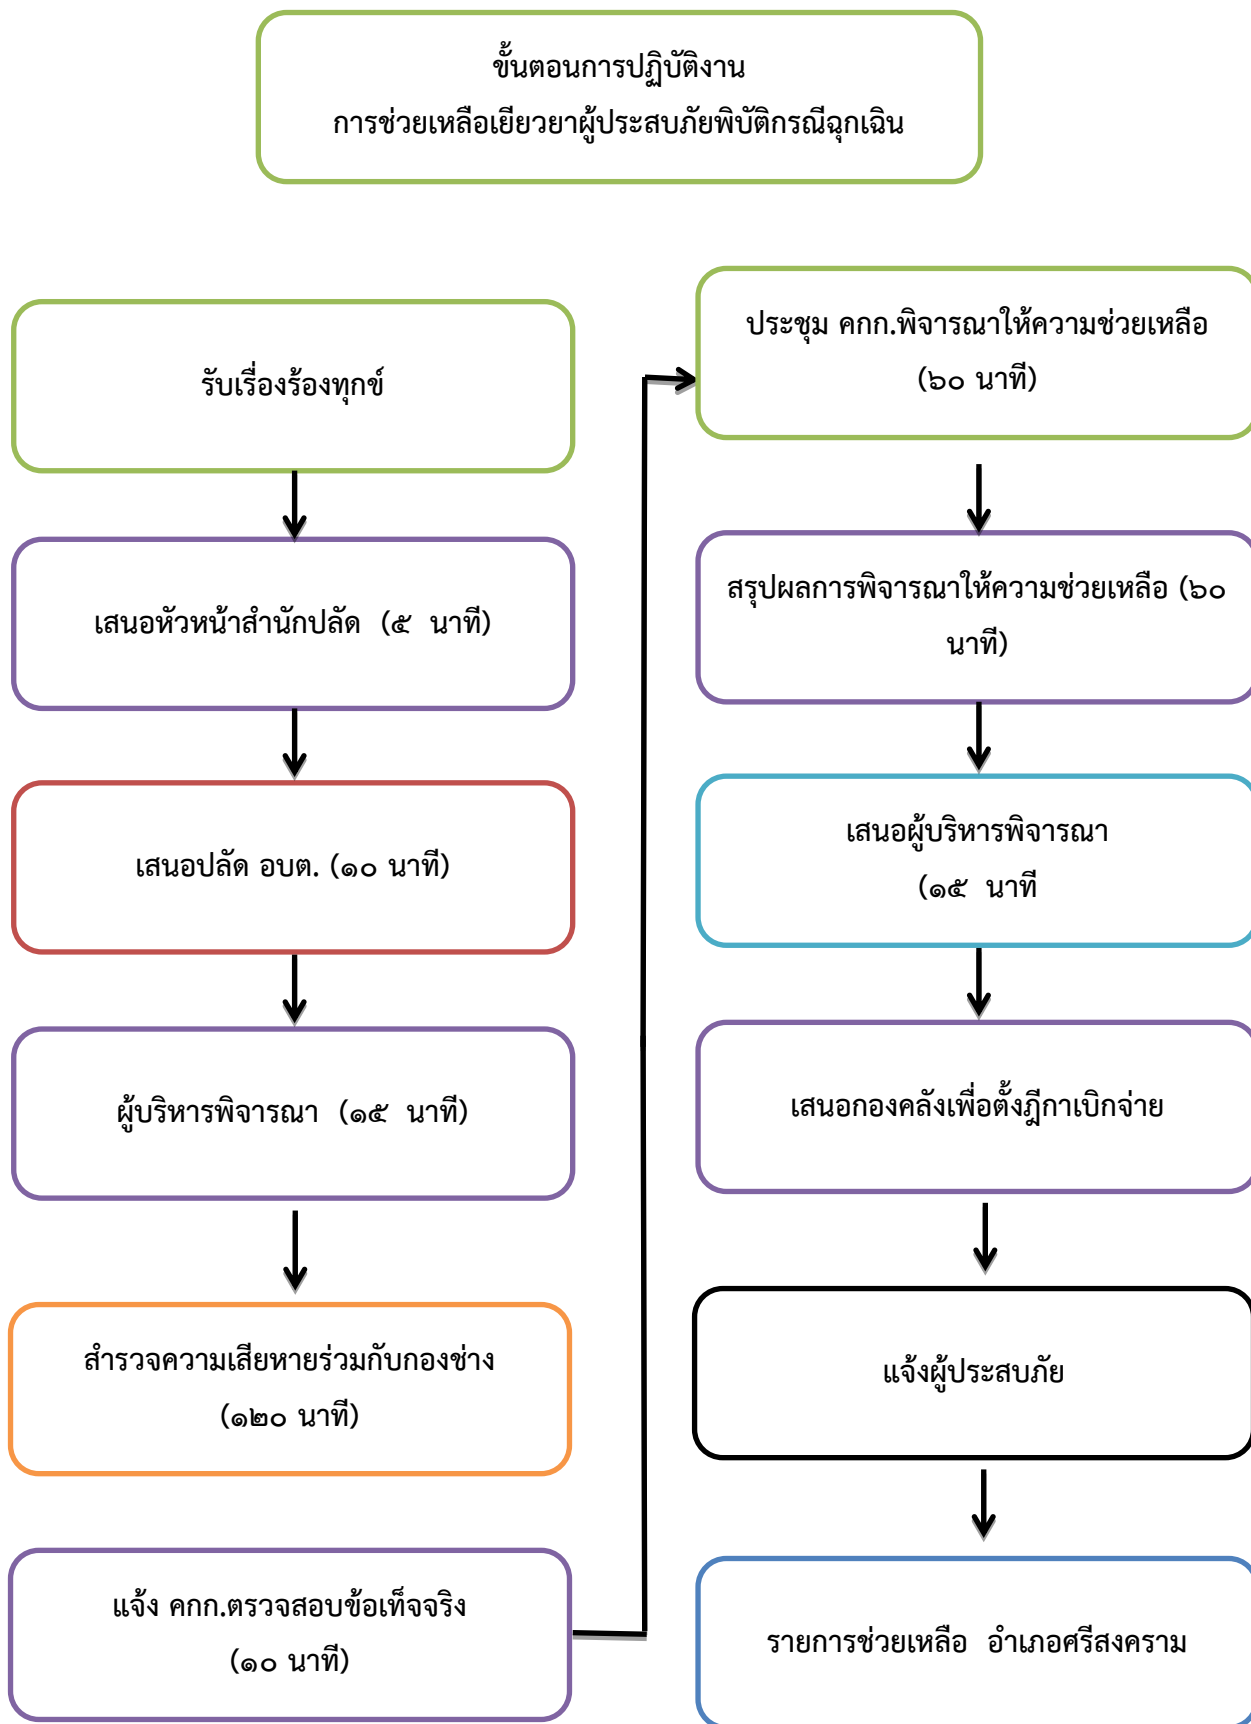 ขั้นตอนการปฏิบัติงาน
การช่วยเหลือเยียวยาผู้ประสบภัยพิบัติกรณีฉุกเฉิน
รับเรื่องร้องทุกข์
เสนอหัวหน้าสำนักปลัด (๕ นาที)
เสนอปลัด อบต. (๑๐ นาที)
ผู้บริหารพิจารณา (๑๕ นาที)
สำรวจความเสียหายร่วมกับกองช่าง
(๑๒๐ นาที)
แจ้ง คกก.ตรวจสอบข้อเท็จจริง
(๑๐ นาที)
ประชุม คกก.พิจารณาให้ความช่วยเหลือ
(๖๐ นาที)
สรุปผลการพิจารณาให้ความช่วยเหลือ (๖๐
นาที)
เสนอผู้บริหารพิจารณา
(๑๕ นาที
เสนอกองคลังเพื่อตั้งฎีกาเบิกจ่าย
แจ้งผู้ประสบภัย
รายการช่วยเหลือ อำเภอศรีสงคราม